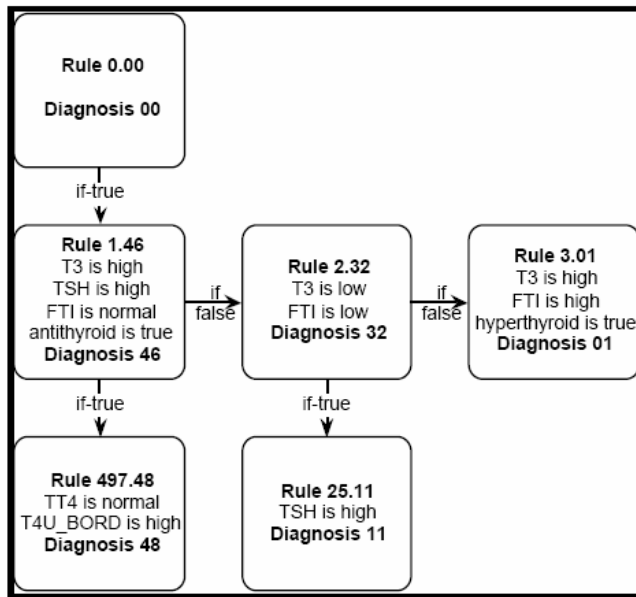 Rule 0.00
Diagnosis 00
if-true
Rule 1.46
T3 is high
TSH is high
FTI is normal
antithyroid is true
Diagnosis 46
if
false
Rule 2.32
T3 is low
FTI is low
Diagnosis 32
if
false
Rule 3.01
T3 is high
FTI is high
hyperthyroid is true
Diagnosis 01
if-true
if-true
Rule 497.48
TT4 is normal
T4U_BORD is high
Diagnosis 48
Rule 25.11
TSH is high
Diagnosis 11